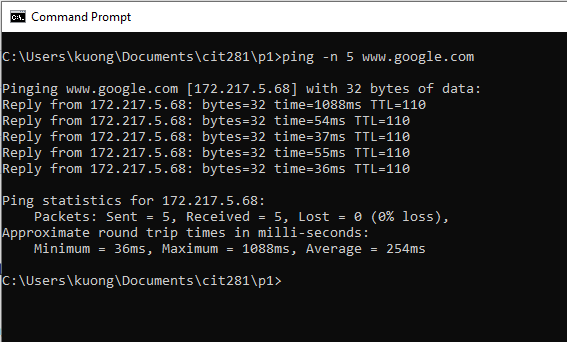 Command Prompt
C:\Users\kuong\Documents\cit281\p1>ping -n 5 www.google.com
Pinging www.google.com [172.217.5.68] with 32 bytes of data:
Reply from 172.217.5.68: bytes=32 time=1088ms TTL=110
Reply from 172.217.5.68: bytes=32 time=54ms TTL=110
Reply from 172.217.5.68: bytes=32 time=37ms TTL=110
Reply from 172.217.5.68: bytes=32 time=55ms TTL=110
Reply from 172.217.5.68: bytes=32 time=36ms TTL=110
Ping statistics for 172.217.5.68:
    Packets: Sent = 5, Received = 5, Lost = 0 (0% loss),
Approximate round trip times in milli-seconds:
    Minimum = 36ms, Maximum = 1088ms, Average = 254ms
C:\Users\kuong\Documents\cit281\p1>